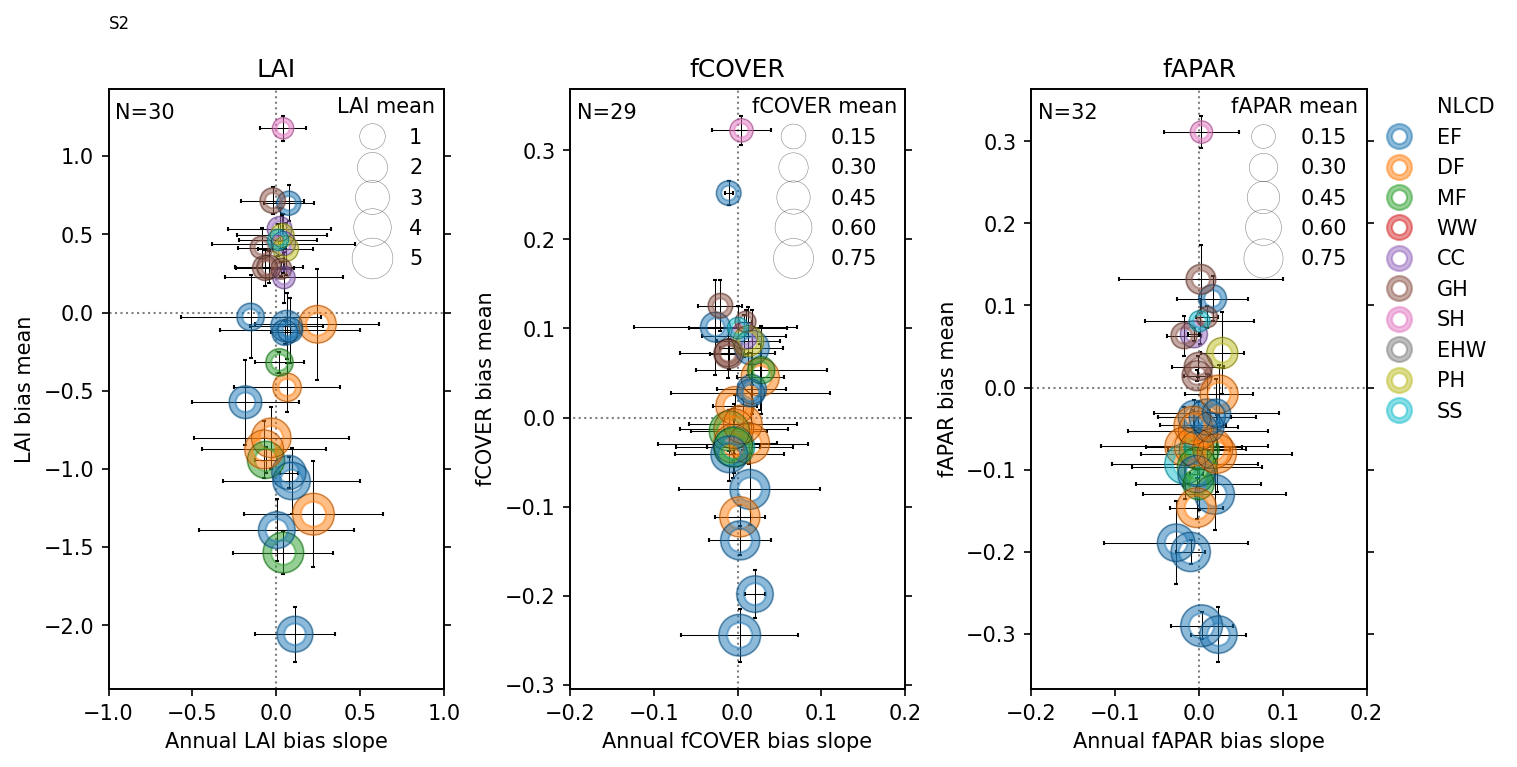 S2
LAI
fCOVER
fAPAR
N=30
LAI mean
1
2
3
4
5
1.0
0.5
0.0
−0.5
−1.0
−1.5
−2.0
LAI bias mean
−1.0
−0.5
0.0
0.5
1.0
Annual LAI bias slope
N=29
fCOVER mean
0.15
0.30
0.45
0.60
0.75
0.3
0.2
0.1
0.0
−0.1
−0.2
−0.3
fCOVER bias mean
−0.2
−0.1
0.0
0.1
0.2
Annual fCOVER bias slope
N=32
fAPAR mean
0.15
0.30
0.45
0.60
0.75
0.3
0.2
0.1
0.0
−0.1
−0.2
−0.3
fAPAR bias mean
−0.2
−0.1
0.0
0.1
0.2
Annual fAPAR bias slope
NLCD
EF
DF
MF
WW
CC
GH
SH
EHW
PH
SS